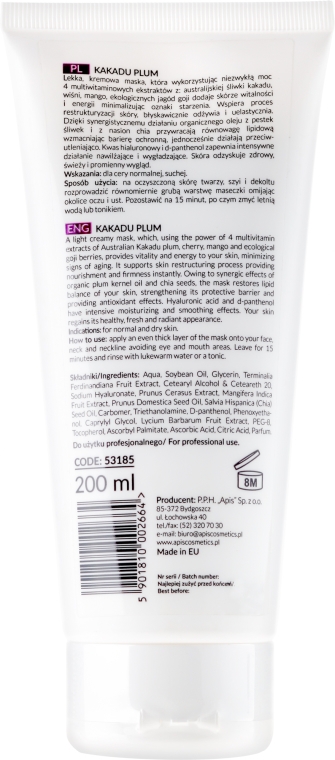 PL KAKADU PLUM
Lekka, kremowa maska, która wykorzystując niezwykłą moc
4 multiwitaminowych ekstraktów z: australijskiej śliwki kakadu,
wiśni, mango, ekologicznych jagód goji dodaje skórze witalności
i energii minimalizując oznaki starzenia. Wspiera proces
restrukturyzacji skóry, błyskawicznie odżywia i uelastycznia.
Dzięki synergistycznemu działaniu organicznego oleju z pestek
śliwek i z nasion chia przywracają równowagę lipidową
wzmacniając barierę ochronną, jednocześnie działają przeciw-
utleniająco. Kwas hialuronowy i d-panthenol zapewnia intensywne
działanie nawilżające i wygładzające. Skóra odzyskuje zdrowy,
świeży i promienny wygląd.
Wskazania: dla cery normalnej, suchej.
Sposób użycia: na oczyszczoną skórę twarzy, szyi i dekoltu
rozprowadzić równomiernie grubą warstwę maseczki omijając
okolice oczu i ust. Pozostawić na 15 minut, po czym zmyć letnią
wodą lub tonikiem.
ENG KAKADU PLUM
A light creamy mask, which, using the power of 4 multivitamin
extracts of Australian Kakadu plum, cherry, mango and ecological
goji berries, provides vitality and energy to your skin, minimizing
signs of aging. It supports skin restructuring process providing
nourishment and firmness instantly. Owing to synergic effects of
organic plum kernel oil and chia seeds, the mask restores lipid
balance of your skin, strengthening its protective barrier and
providing antioxidant effects. Hyaluronic acid and d-panthenol
have intensive moisturizing and smoothing effects. Your skin
regains its healthy, fresh and radiant appearance.
Indications: for normal and dry skin.
How to use: apply an even thick layer of the mask onto your face,
neck and neckline avoiding eye and mouth areas. Leave for 15
minutes and rinse with lukewarm water or a tonic.
Składniki/Ingredients: Aqua, Soybean Oil, Glycerin, Terminalia
Ferdinandiana Fruit Extract, Cetearyl Alcohol & Ceteareth 20,
Sodium Hyaluronate, Prunus Cerasus Extract, Mangifera Indica
Fruit Extract, Prunus Domestica Seed Oil, Salvia Hispanica (Chia)
Seed Oil, Carbomer, Triethanolamine, D-panthenol, Phenoxyetha-
nol, Caprylyl Glycol, Lycium Barbarum Fruit Extract, PEG-8,
Tocopherol, Ascorbyl Palmitate, Ascorbic Acid, Citric Acid, Parfum.
Do użytku profesjonalnego/ For professional use.
CODE: 53185
200 ml
8M
5 901810 002664 >
Producent: P.P.H. „Apis” Sp. z o.o.
85-372 Bydgoszcz
ul. Łochowska 40
tel./fax: (52) 320 70 30
e-mail: biuro@apiscosmetics.pl
www.apiscosmetics.pl
Made in EU
Nr serii / Batch number:
Najlepiej zużyć przed końcem/
Best before: